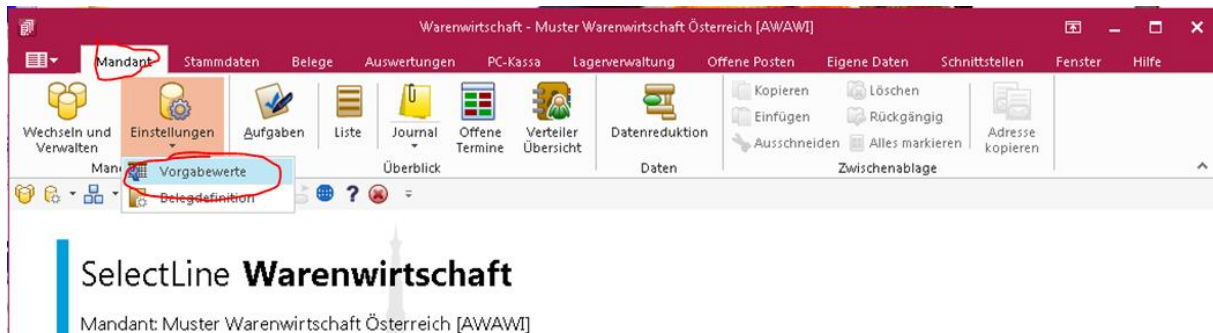 Warenwirtschaft - Muster Warenwirtschaft Österreich [AWAWI]
Mandant Stammdaten Belege Auswertungen PC-Kassa Lagerverwaltung Offene Posten Eigene Daten Schnittstellen Fenster Hilfe
Wechseln und Verwalten
Einstellungen
Aufgaben
Liste
Journal
Offene Termine
Verteiler Übersicht
Datenreduktion
Kopieren
Einfügen
Ausschneiden
Löschen
Rückgängig
Alles markieren
Adresse kopieren
Überblick
Daten
Zwischenablage
Vorgabewerte
Belegdefinition
?
SelectLine Warenwirtschaft
Mandant: Muster Warenwirtschaft Österreich [AWAWI]